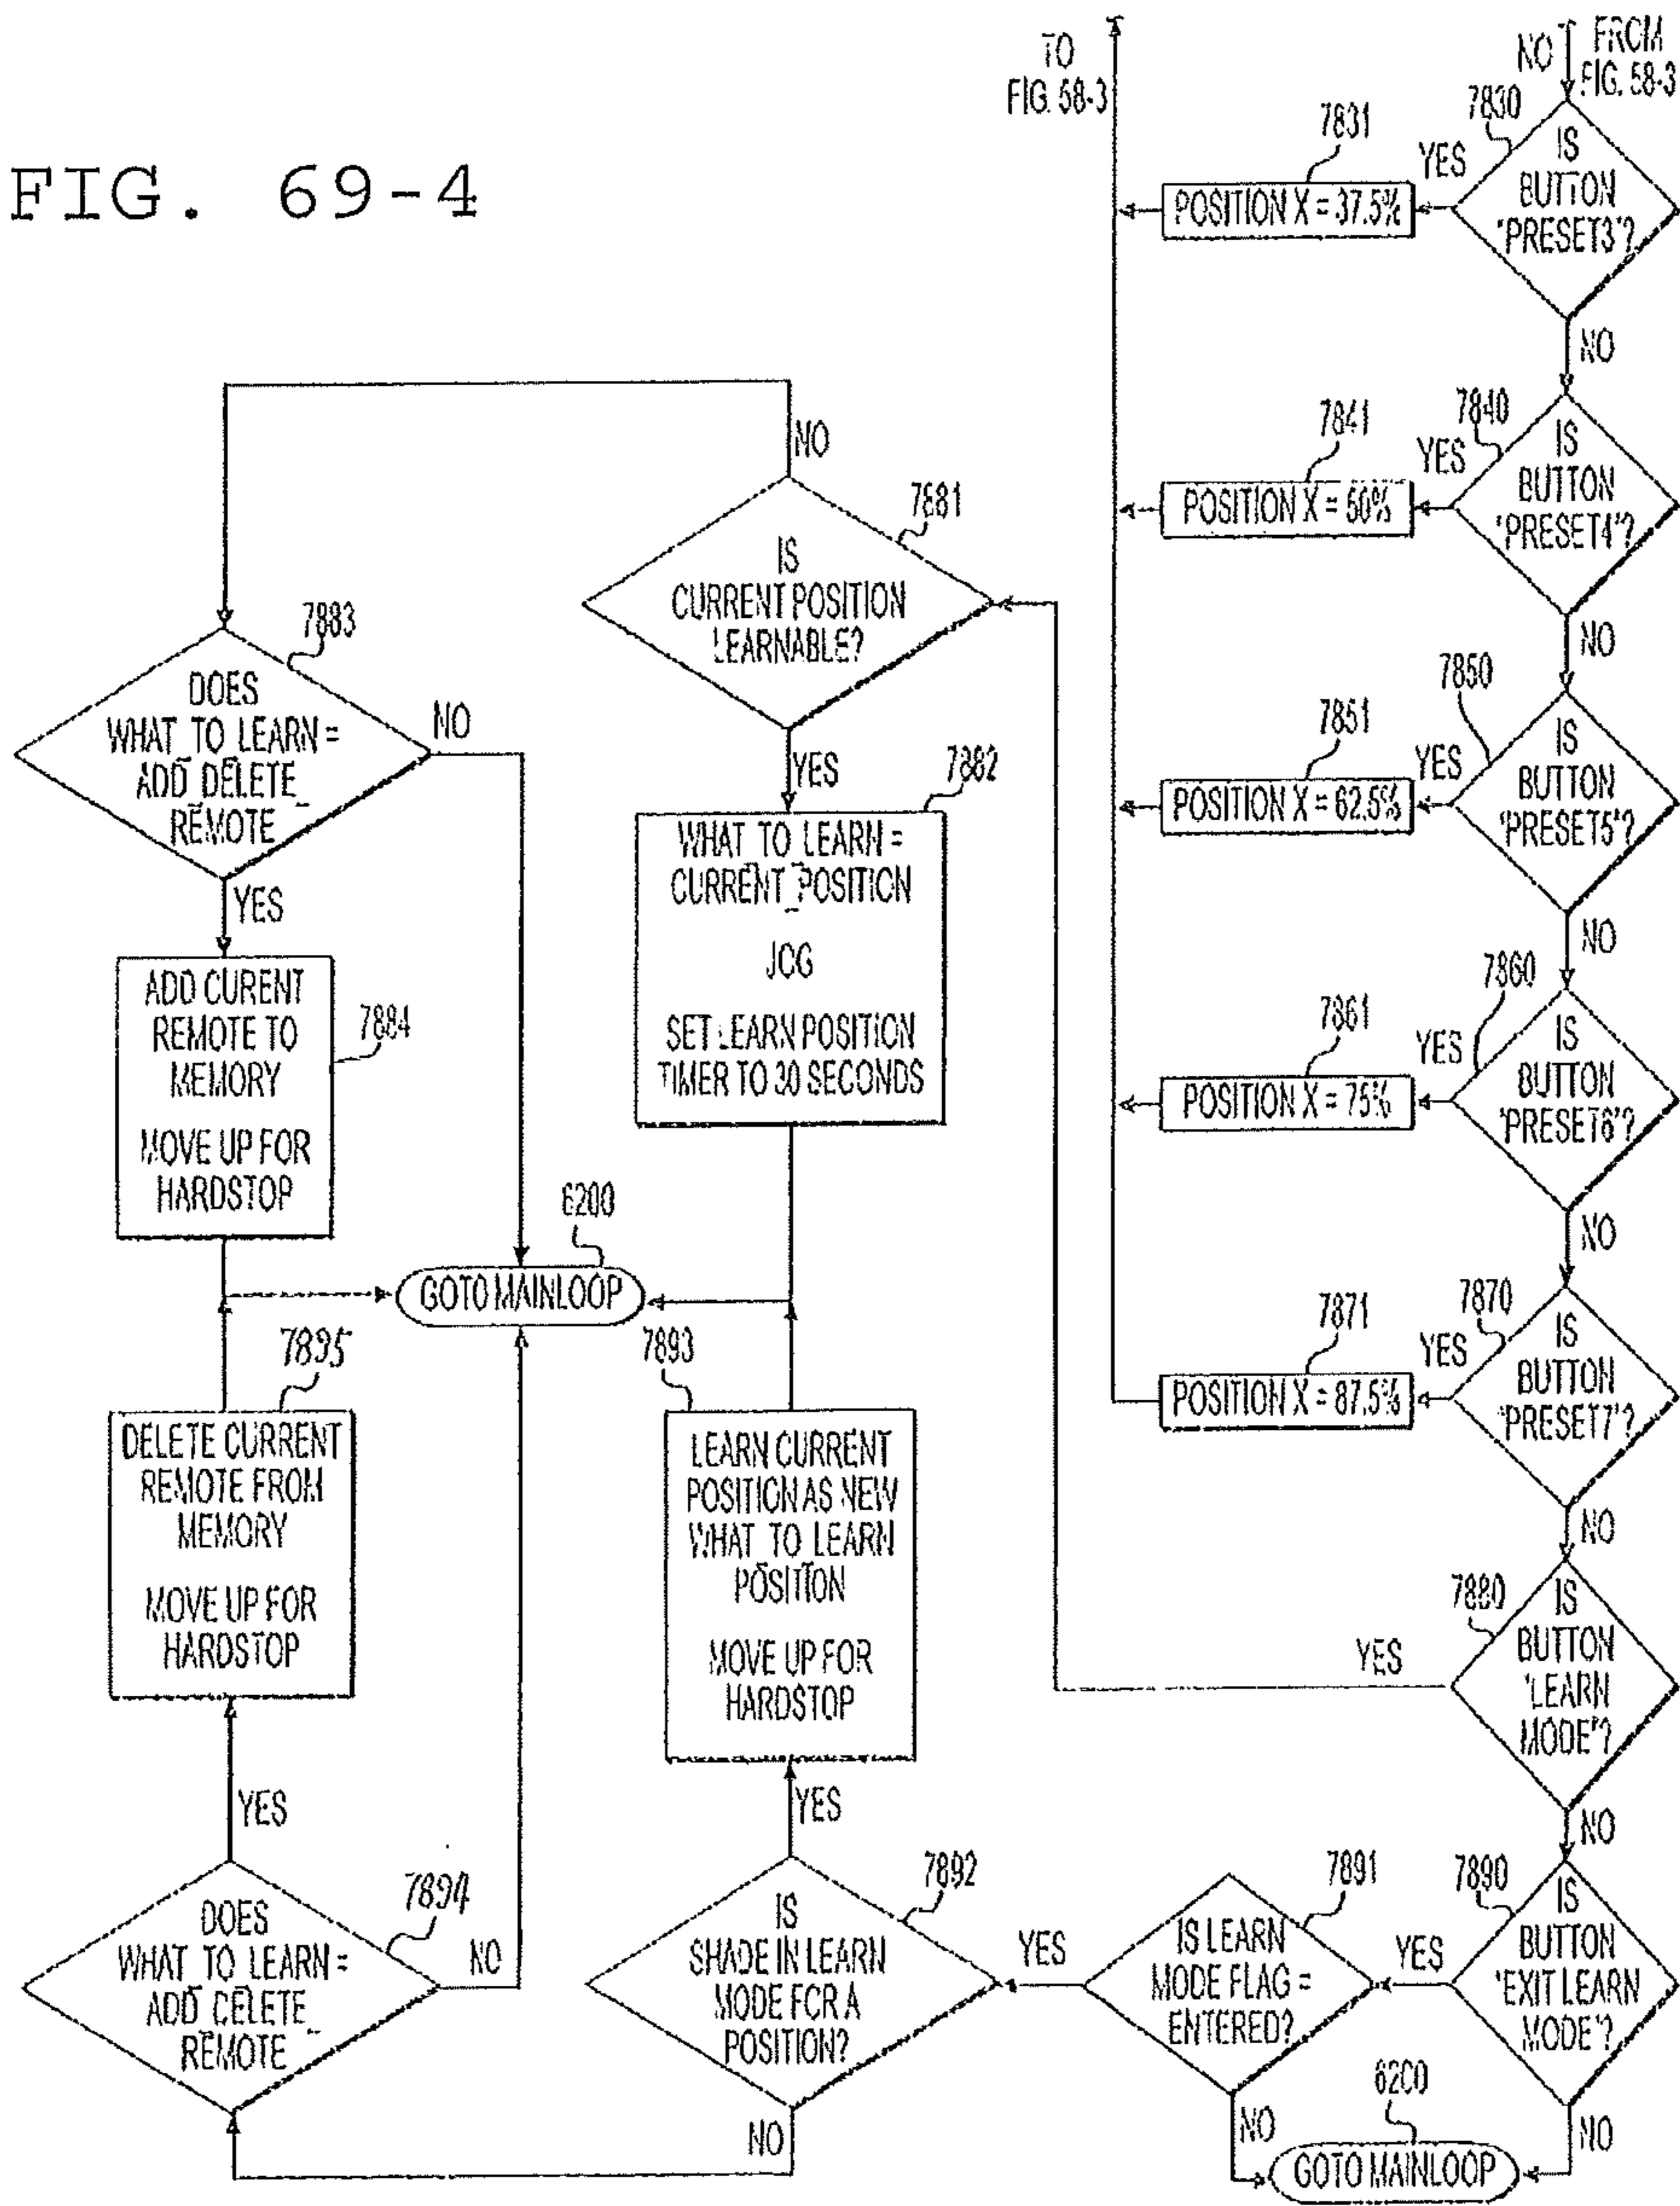 FIG. 69-4
TO
FIG. 58-3
NO
FROM
FIG. 58-3
7830
IS
BUTTON
'PRESET3'?
YES
7831
POSITION X = 37.5%
NO
7840
IS
BUTTON
'PRESET4'?
YES
7841
POSITION X = 50%
NO
7850
IS
BUTTON
'PRESET5'?
YES
7851
POSITION X = 62.5%
NO
7860
IS
BUTTON
'PRESET6'?
YES
7861
POSITION X = 75%
NO
7870
IS
BUTTON
'PRESET7'?
YES
7871
POSITION X = 87.5%
NO
7880
IS
BUTTON
'LEARN
MODE'?
YES
NO
7881
IS
CURRENT POSITION
LEARNABLE?
NO
YES
7882
WHAT_TO_LEARN =
CURRENT_POSITION
JOG
SET LEARN POSITION
TIMER TO 30 SECONDS
7883
DOES
WHAT_TO_LEARN =
ADD_DELETE_
REMOTE
NO
YES
7884
ADD CURENT
REMOTE TO
MEMORY
MOVE UP FOR
HARDSTOP
6200
GOTO MAINLOOP
7890
IS
BUTTON
'EXIT LEARN
MODE'?
YES
NO
7891
IS LEARN
MODE FLAG =
ENTERED?
YES
NO
6200
GOTO MAINLOOP
7892
IS
SHADE IN LEARN
MODE FOR A
POSITION?
YES
NO
7893
LEARN CURRENT
POSITION AS NEW
WHAT_TO_LEARN
POSITION
MOVE UP FOR
HARDSTOP
7894
DOES
WHAT_TO_LEARN =
ADD_DELETE_
REMOTE
NO
YES
7895
DELETE CURRENT
REMOTE FROM
MEMORY
MOVE UP FOR
HARDSTOP